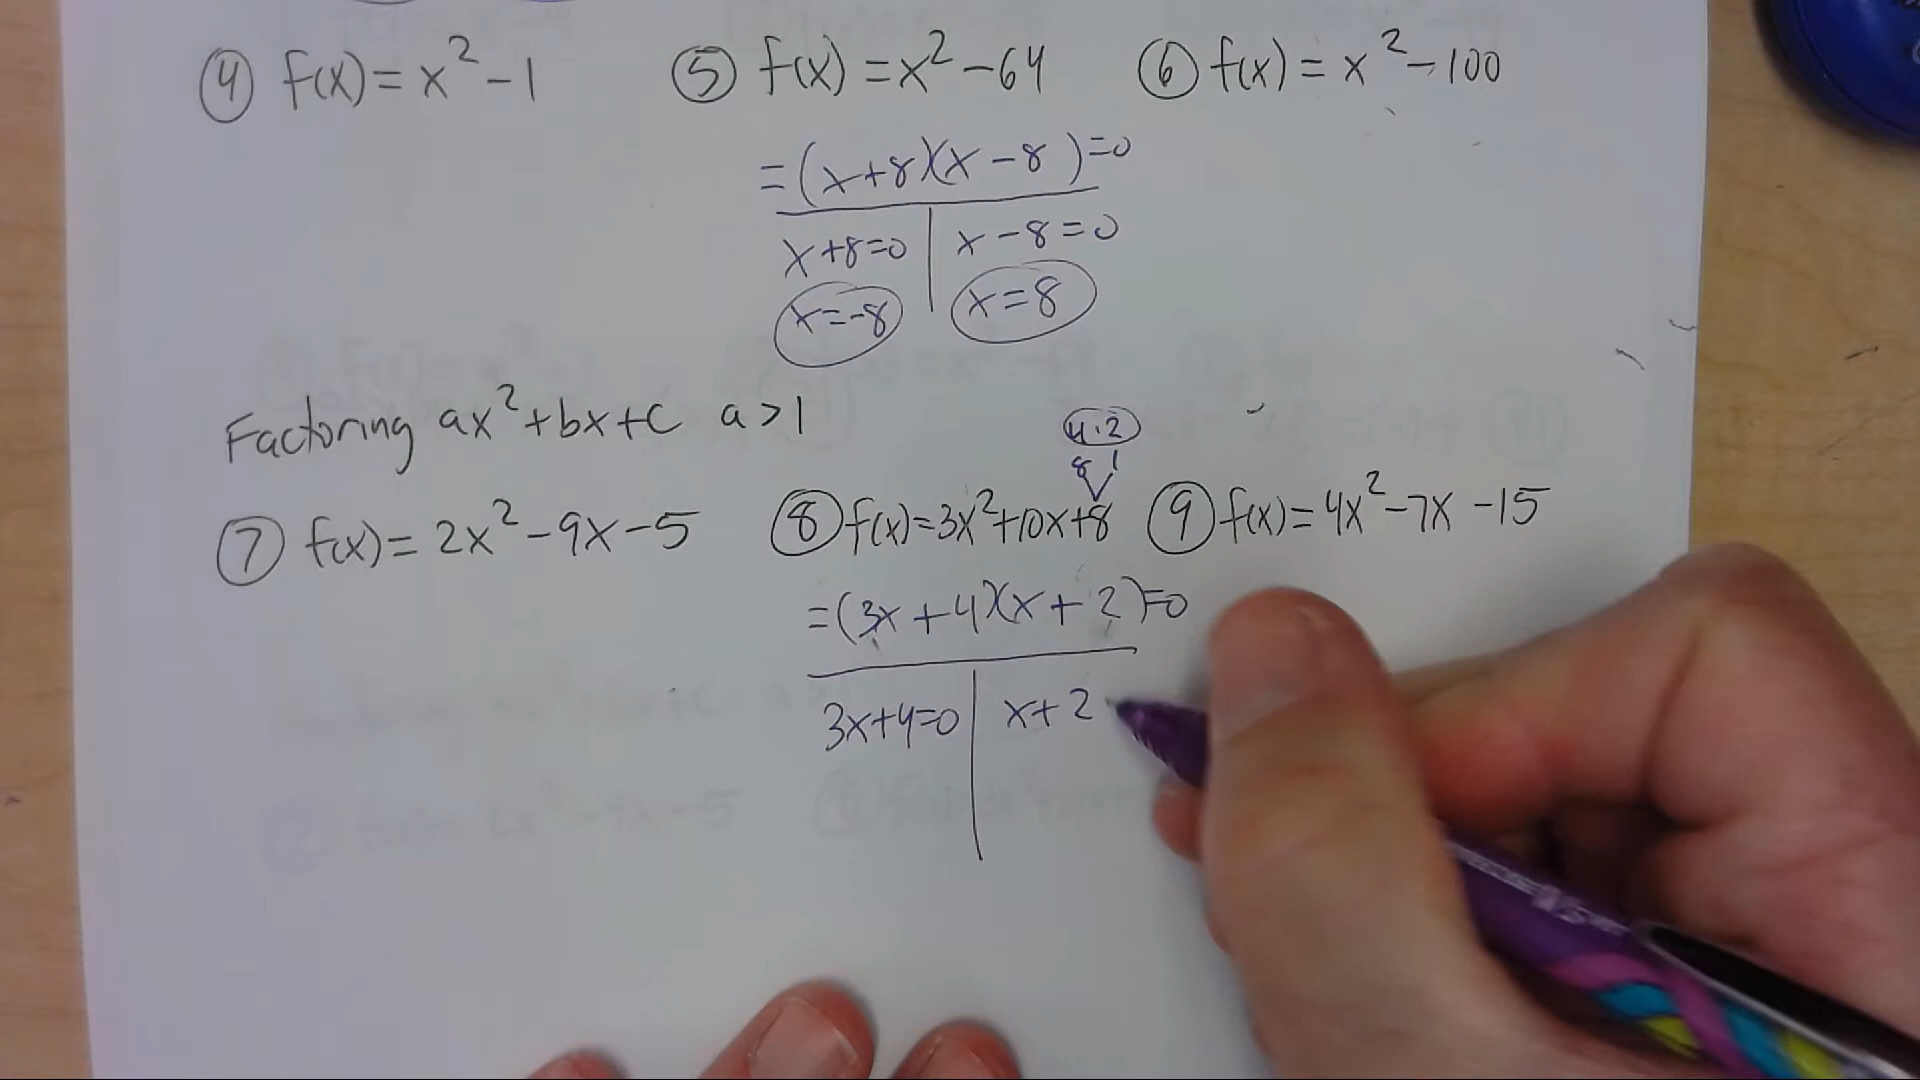 ④ f(x) = x² - 1
⑤ f(x) = x² - 64
⑥ f(x) = x² - 100
= (x+8)(x - 8) = 0
x+8=0
x - 8 = 0
x = -8
x = 8
Factoring ax² + bx + c a > 1
4·2
8 1
⑦ f(x) = 2x² - 9x - 5
⑧ f(x) = 3x² + 10x + 8
⑨ f(x) = 4x² - 7x - 15
= (3x + 4)(x + 2) = 0
3x+4=0
x + 2